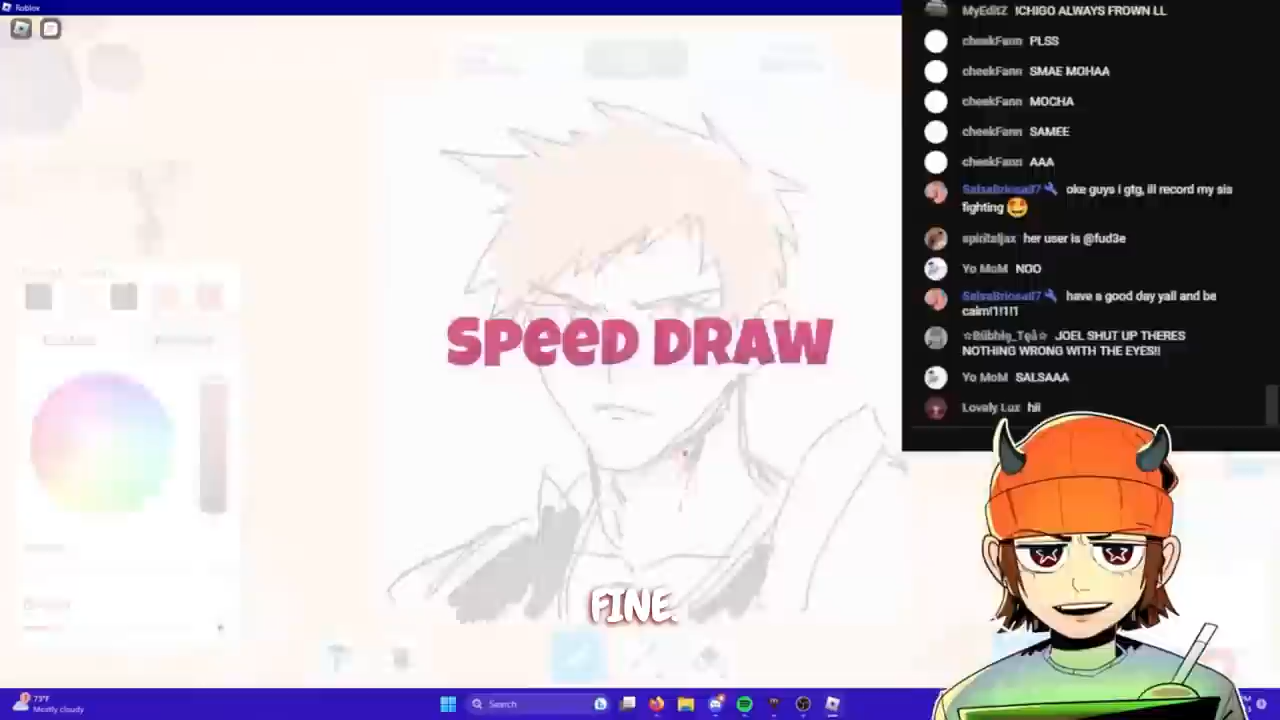 Roblox
MyEditZ ICHIGO ALWAYS FROWN LL
cheekFann PLSS
cheekFann SMAE MOHAA
cheekFann MOCHA
cheekFann SAMEE
cheekFann AAA
oke guys i gtg, ill record my sis
fighting
spiritsljax her user is @fud3e
Yo MoM NOO
have a good day yall and be
calm!1!1!1
JOEL SHUT UP THERES
NOTHING WRONG WITH THE EYES!!
Yo MoM SALSAAA
Lovely Lux hii
SPEED DRAW
FINE.
73°F
Mostly cloudy
Search